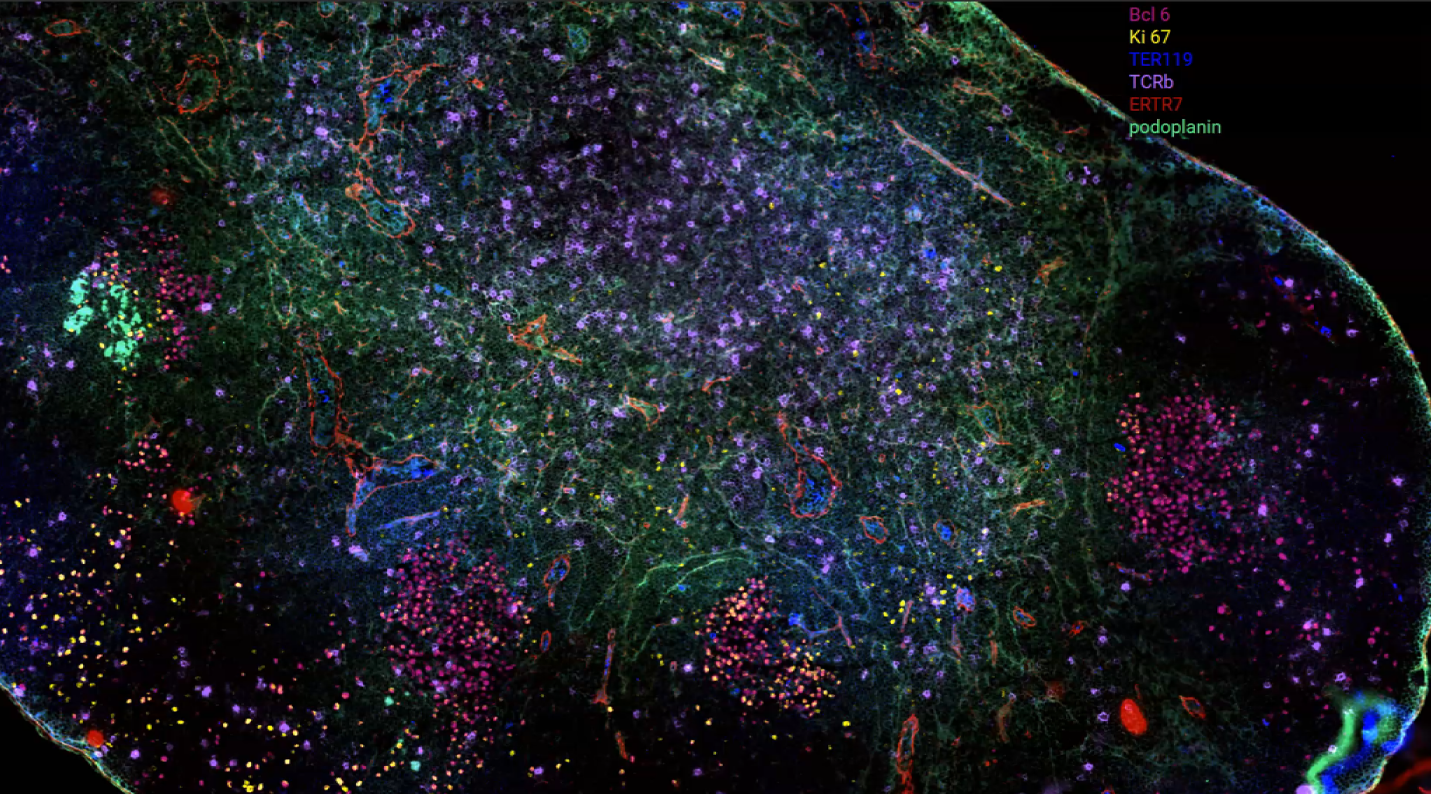 Bcl 6
Ki 67
TER119
TCRb
ERTR7
podoplanin